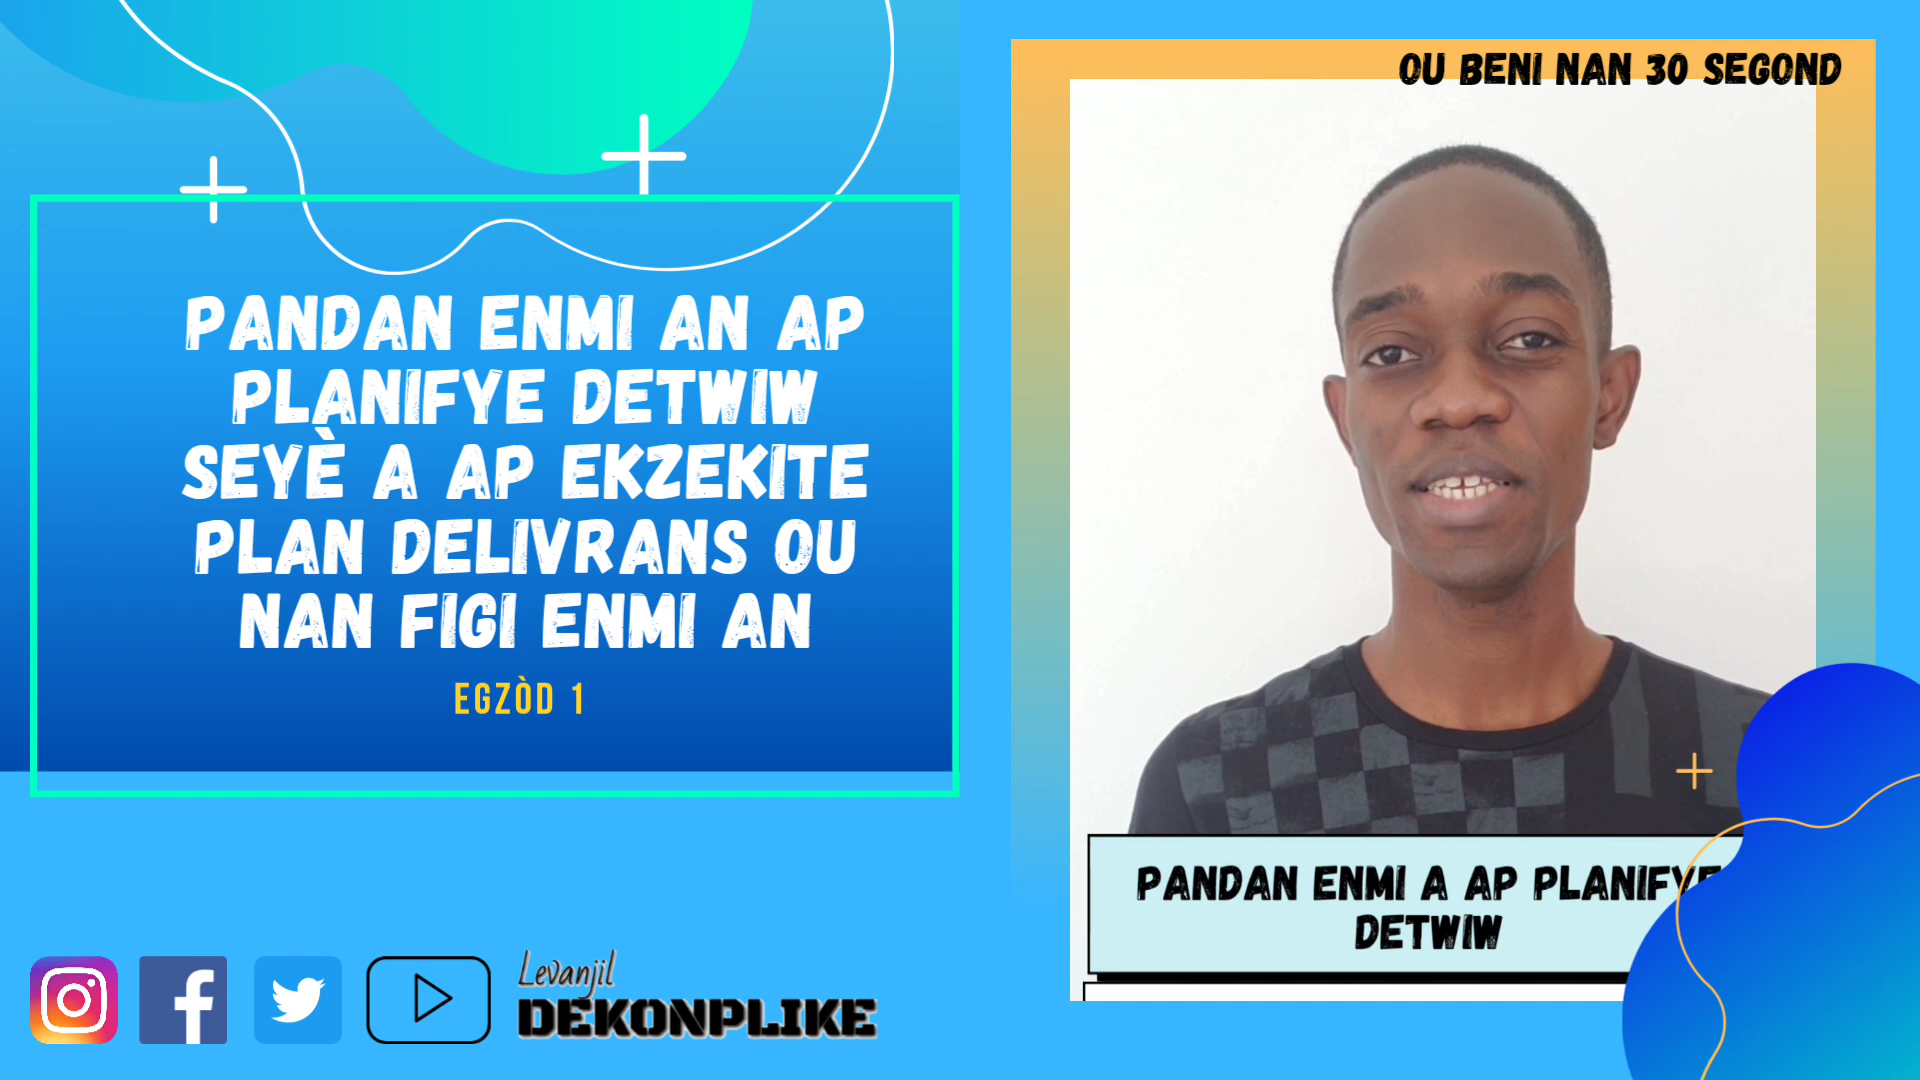 PANDAN ENMI AN AP
PLANIFYE DETWIW
SEYÈ A AP EKZEKITE
PLAN DELIVRANS OU
NAN FIGI ENMI AN
EGZÒD 1
Levanjil
DEKONPLIKE
OU BENI NAN 30 SEGOND
PANDAN ENMI A AP PLANIFYE
DETWIW